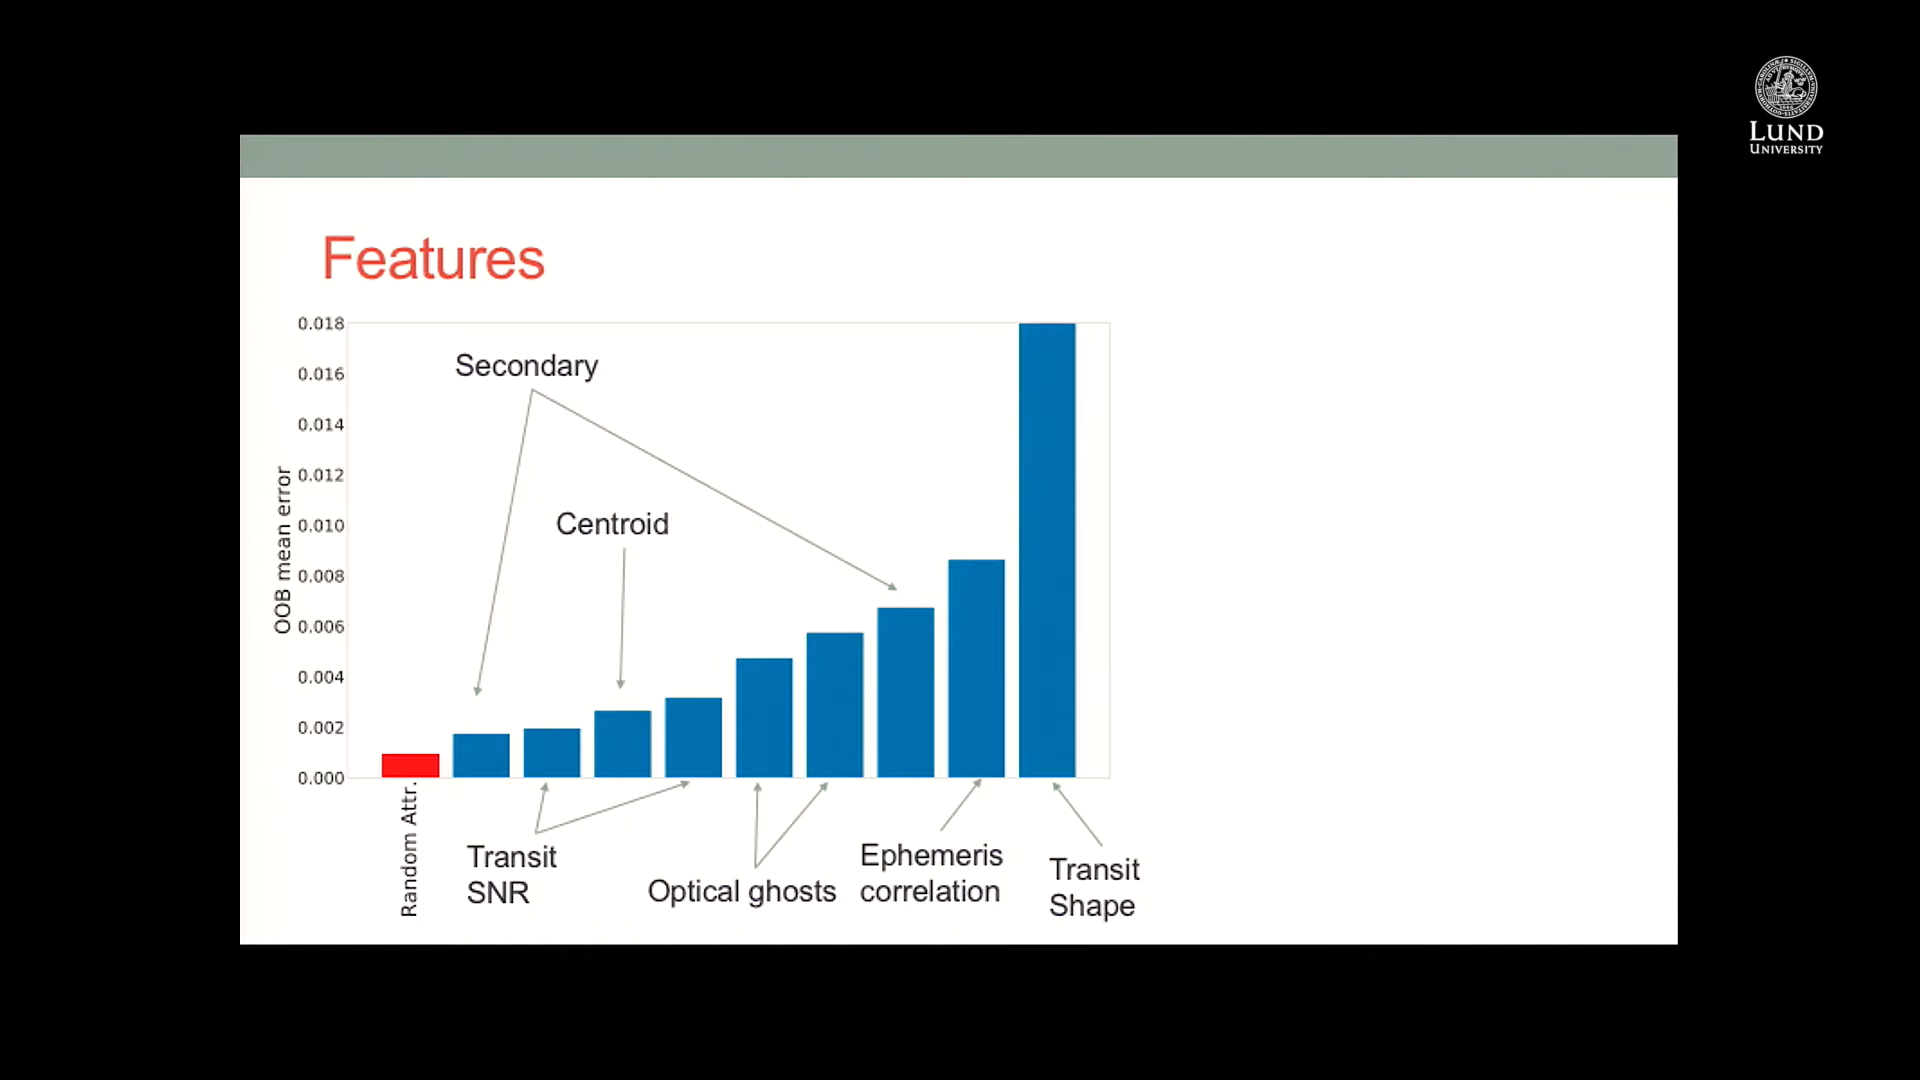 LUND
UNIVERSITY
Features
0.018
0.016
0.014
0.012
0.010
0.008
0.006
0.004
0.002
0.000
OOB mean error
Secondary
Centroid
Random Attr.
Transit
SNR
Optical ghosts
Ephemeris
correlation
Transit
Shape